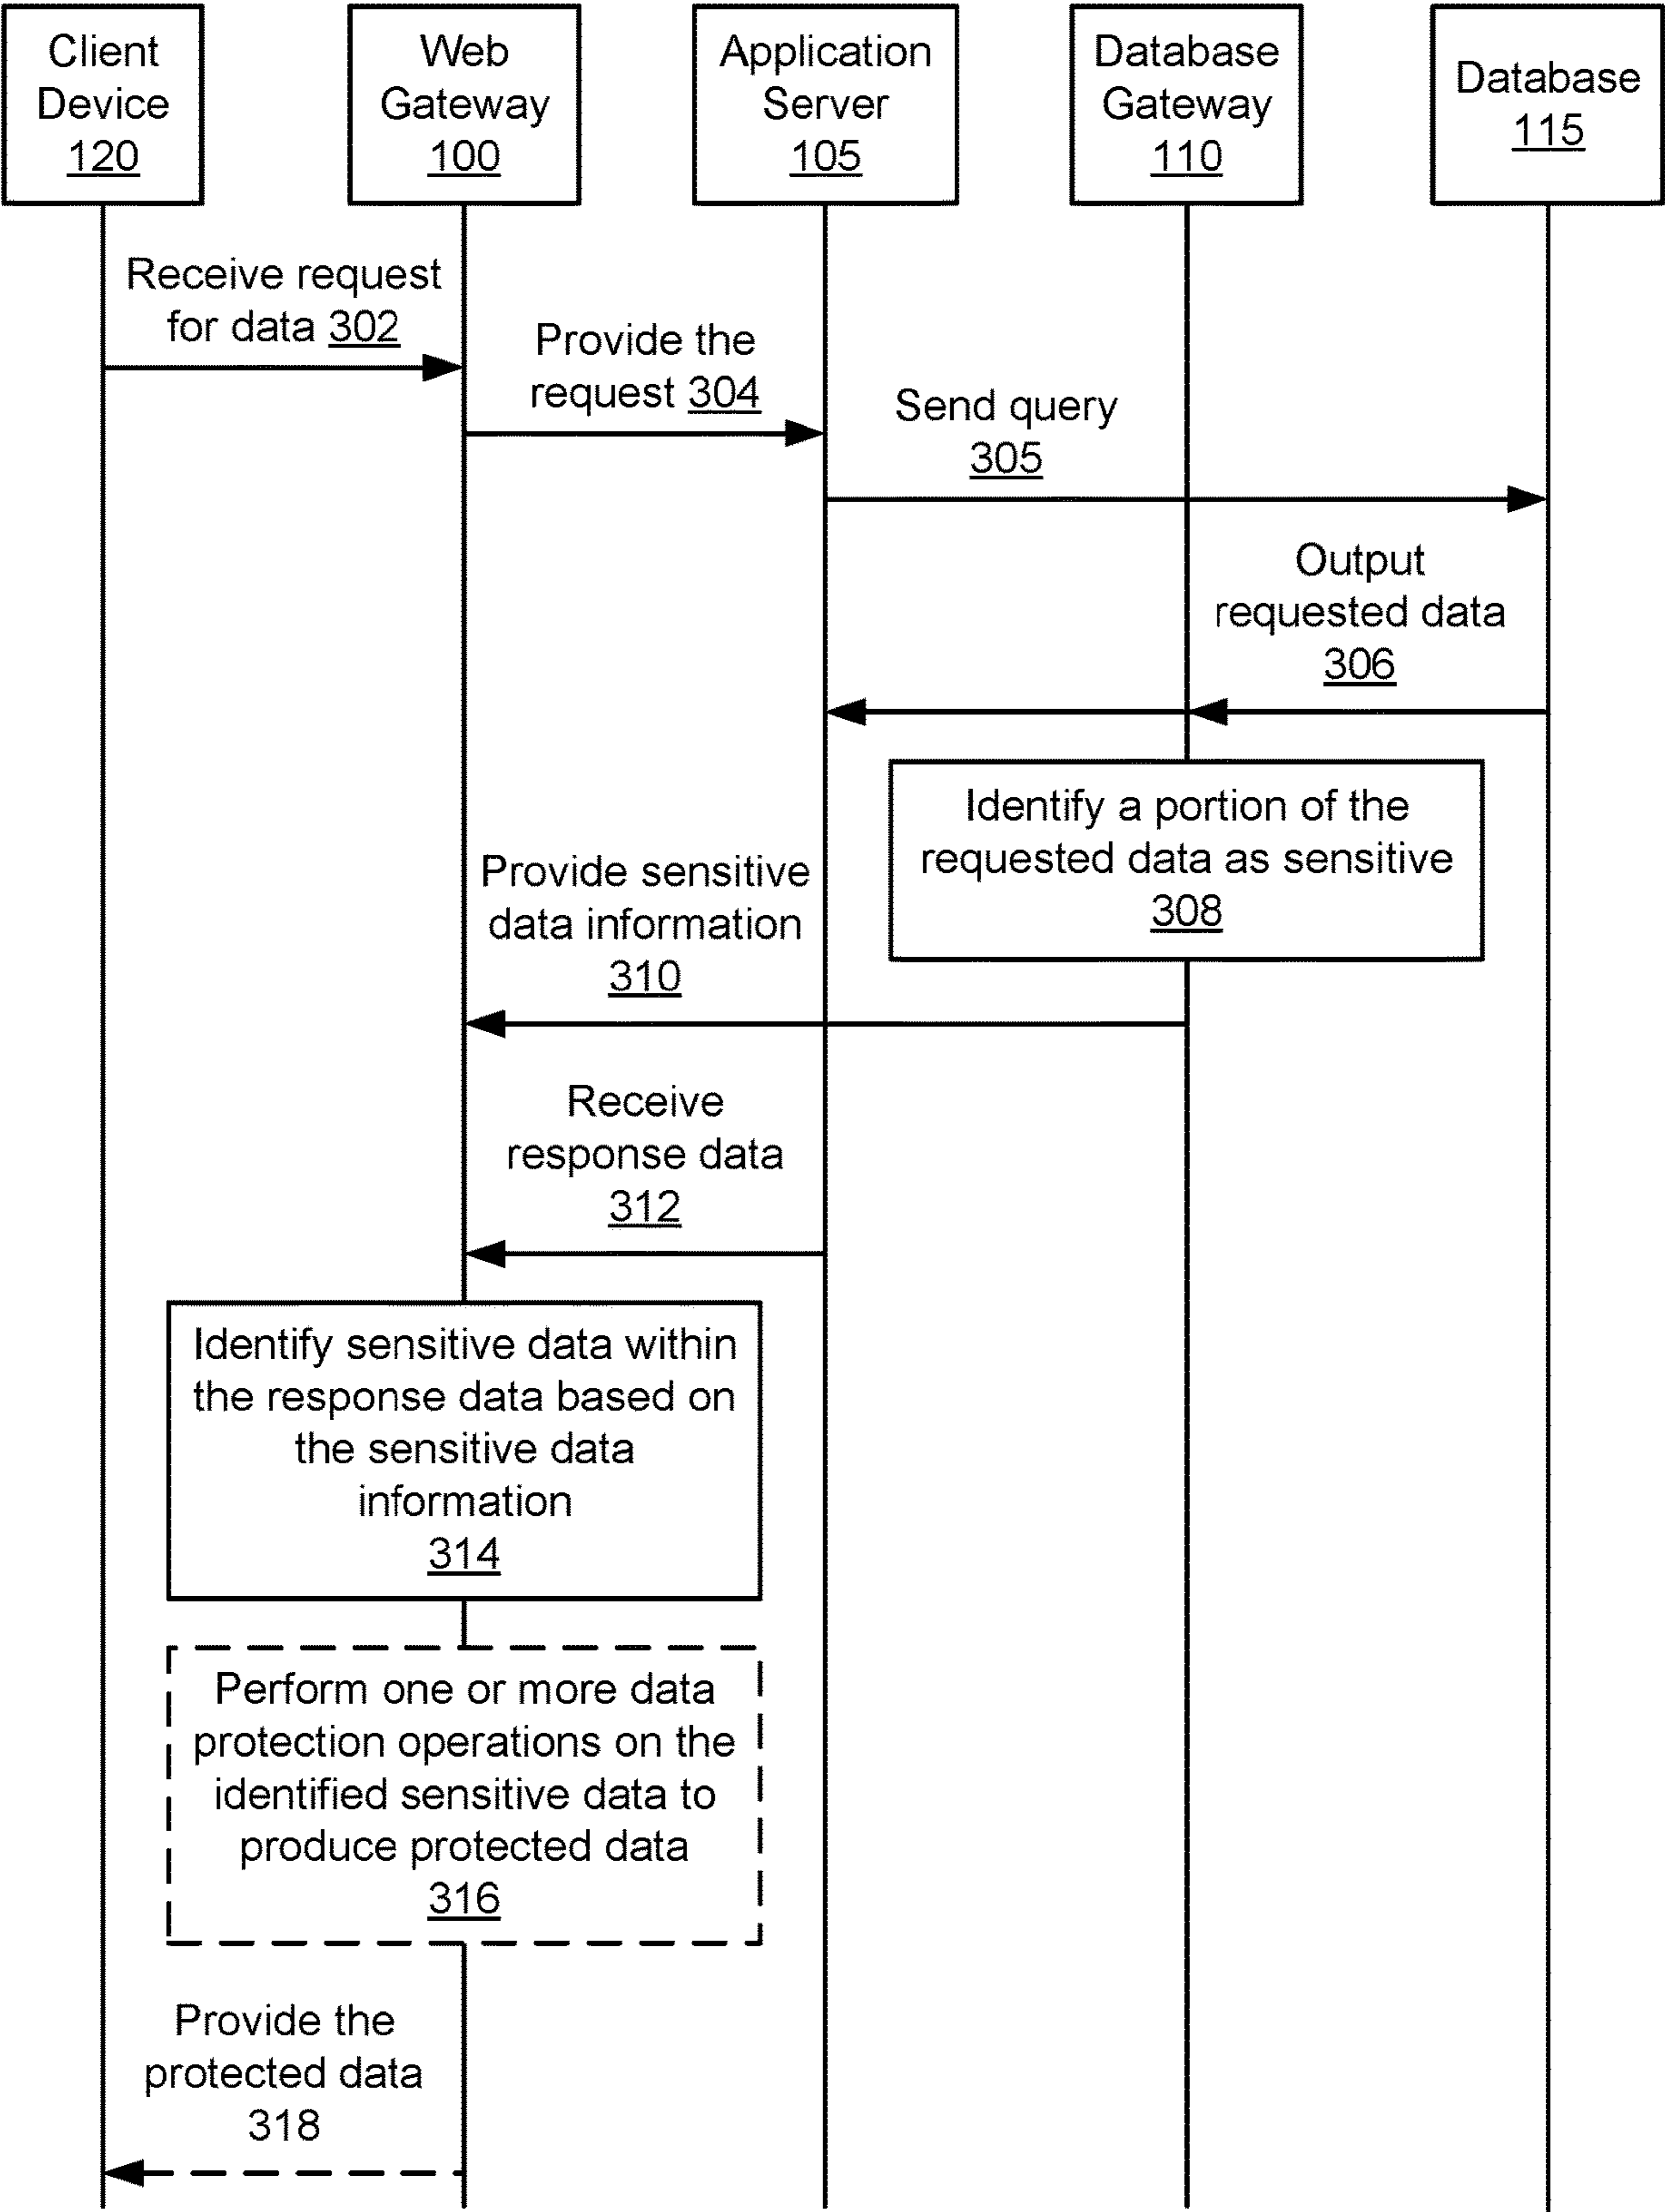 Client
Device
120
Web
Gateway
100
Application
Server
105
Database
Gateway
110
Database
115
Receive request
for data 302
Provide the
request 304
Send query
305
Output
requested data
306
Identify a portion of the
requested data as sensitive
308
Provide sensitive
data information
310
Receive
response data
312
Identify sensitive data within
the response data based on
the sensitive data
information
314
Perform one or more data
protection operations on the
identified sensitive data to
produce protected data
316
Provide the
protected data
318